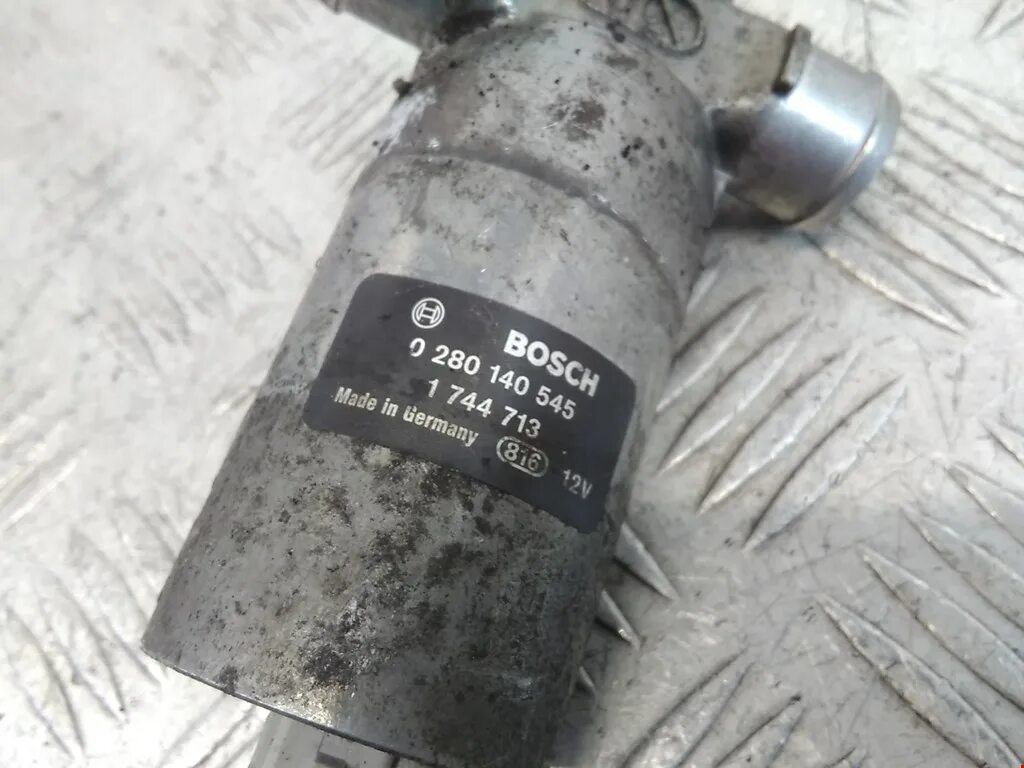 BOSCH
0 280 140 545
1 744 713
Made in Germany 816 12V